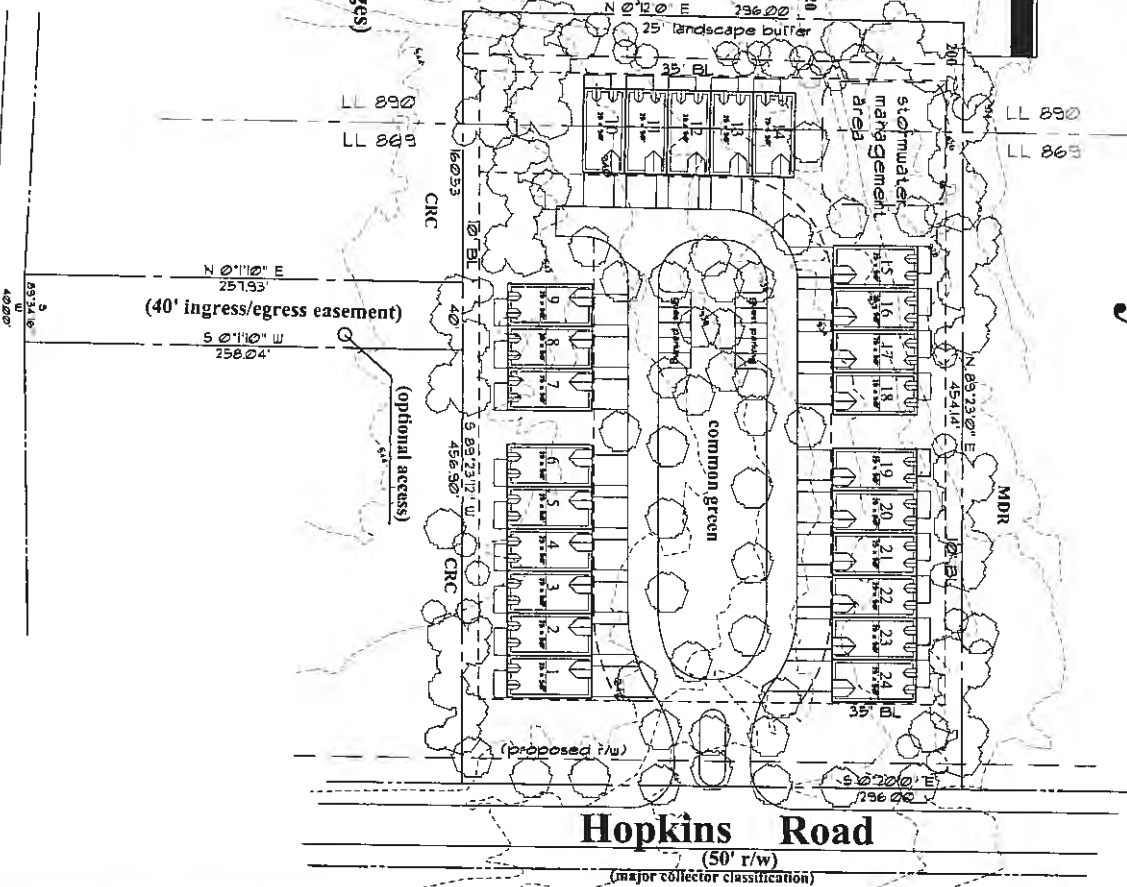 N 0°12'0" E 296.00
25' landscape buffer
35' BL
200
LL 890
LL 869
LL 890
LL 869
stormwater
management
area
10
11
12
13
14
160.53
CRC
10' BL
N 0°1'10" E
257.93'
(40' ingress/egress easement)
S 0°1'10" W
258.04'
40'
(optional access)
S 89°23'12" W
456.90'
CRC
9
8
7
6
5
4
3
2
1
guest parking
guest parking
common green
15
16
17
18
19
20
21
22
23
24
N 89°23'0" E
454.14'
MDR
10' BL
35' BL
(proposed r/w)
S 0°20'0" E
296.00
Hopkins Road
(50' r/w)
(major collector classification)